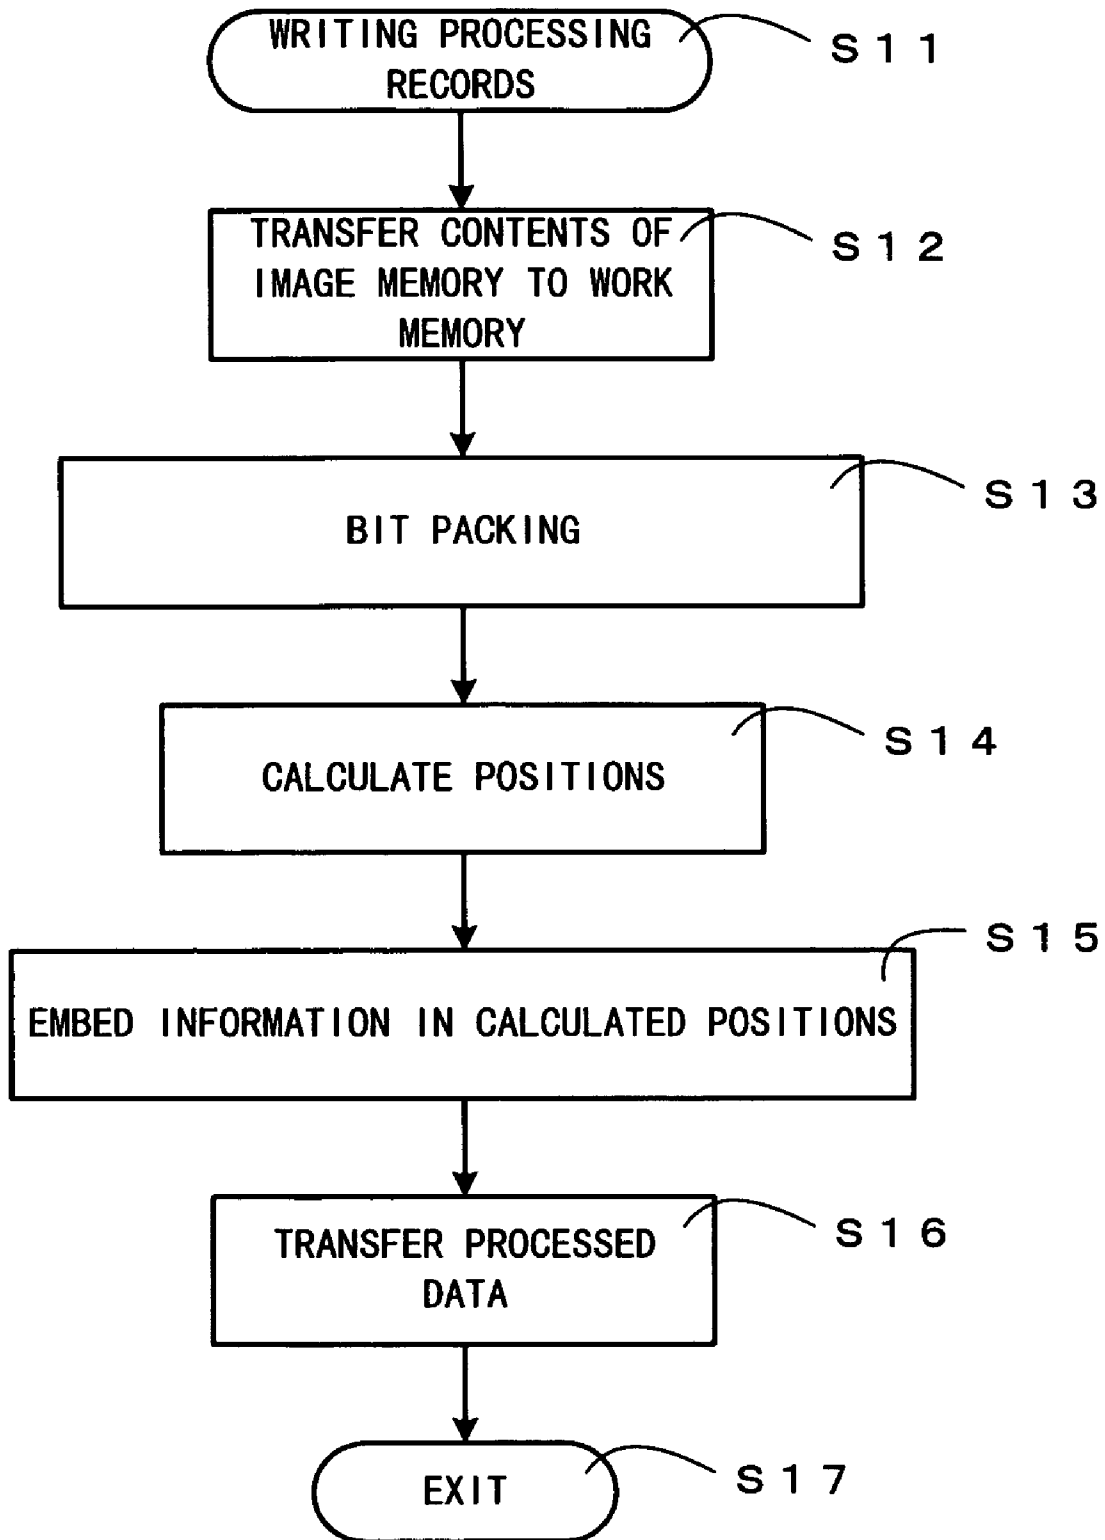 WRITING PROCESSING
RECORDS
S11
TRANSFER CONTENTS OF
IMAGE MEMORY TO WORK
MEMORY
S12
BIT PACKING
S13
CALCULATE POSITIONS
S14
EMBED INFORMATION IN CALCULATED POSITIONS
S15
TRANSFER PROCESSED
DATA
S16
EXIT
S17